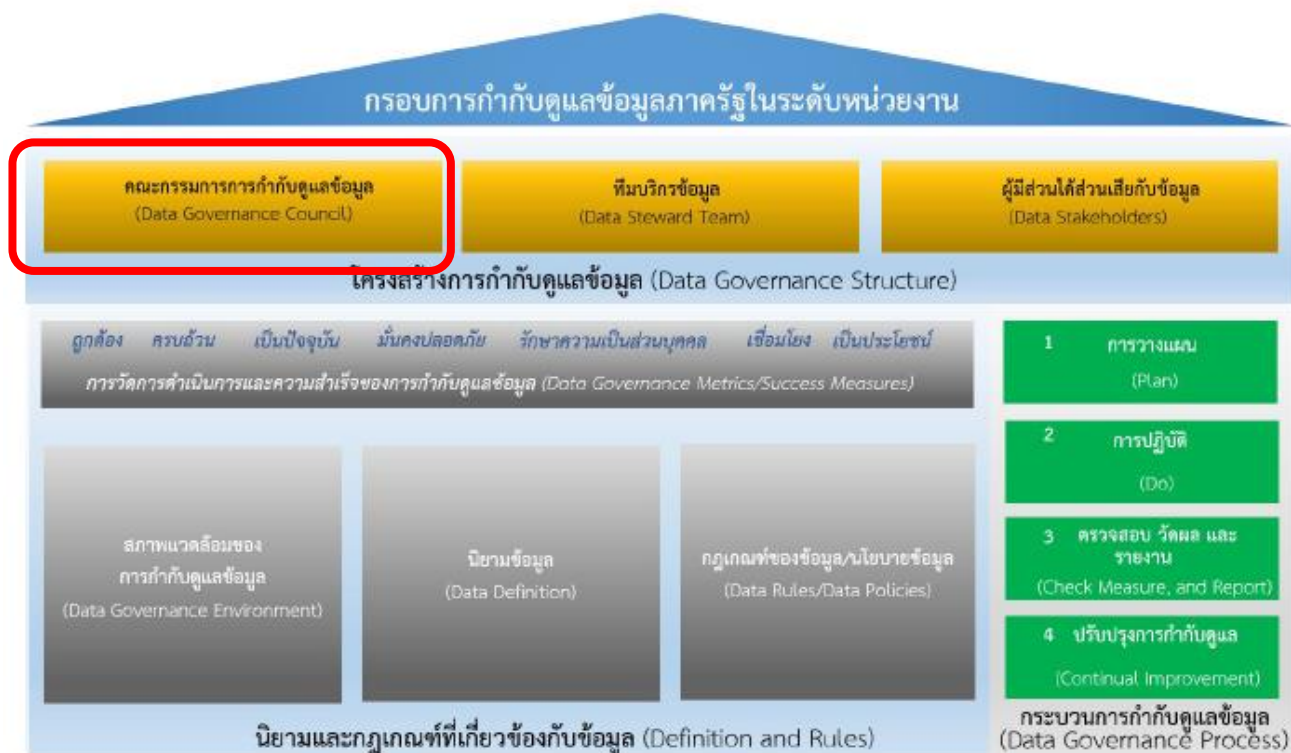 กรอบการกำกับดูแลข้อมูลภาครัฐในระดับหน่วยงาน
คณะกรรมการการกำกับดูแลข้อมูล
(Data Governance Council)
ทีมบริกรข้อมูล
(Data Steward Team)
ผู้มีส่วนได้ส่วนเสียกับข้อมูล
(Data Stakeholders)
โครงสร้างการกำกับดูแลข้อมูล (Data Governance Structure)
ถูกต้อง ครบถ้วน เป็นปัจจุบัน มั่นคงปลอดภัย รักษาความเป็นส่วนบุคคล เชื่อมโยง เป็นประโยชน์
การวัดการดำเนินการและความสำเร็จของการกำกับดูแลข้อมูล (Data Governance Metrics/Success Measures)
สภาพแวดล้อมของ
การกำกับดูแลข้อมูล
(Data Governance Environment)
นิยามข้อมูล
(Data Definition)
กฎเกณฑ์ของข้อมูล/นโยบายข้อมูล
(Data Rules/Data Policies)
นิยามและกฎเกณฑ์ที่เกี่ยวข้องกับข้อมูล (Definition and Rules)
1 การวางแผน
(Plan)
2 การปฏิบัติ
(Do)
3 ตรวจสอบ วัดผล และ
รายงาน
(Check Measure, and Report)
4 ปรับปรุงการกำกับดูแล
(Continual Improvement)
กระบวนการกำกับดูแลข้อมูล
(Data Governance Process)